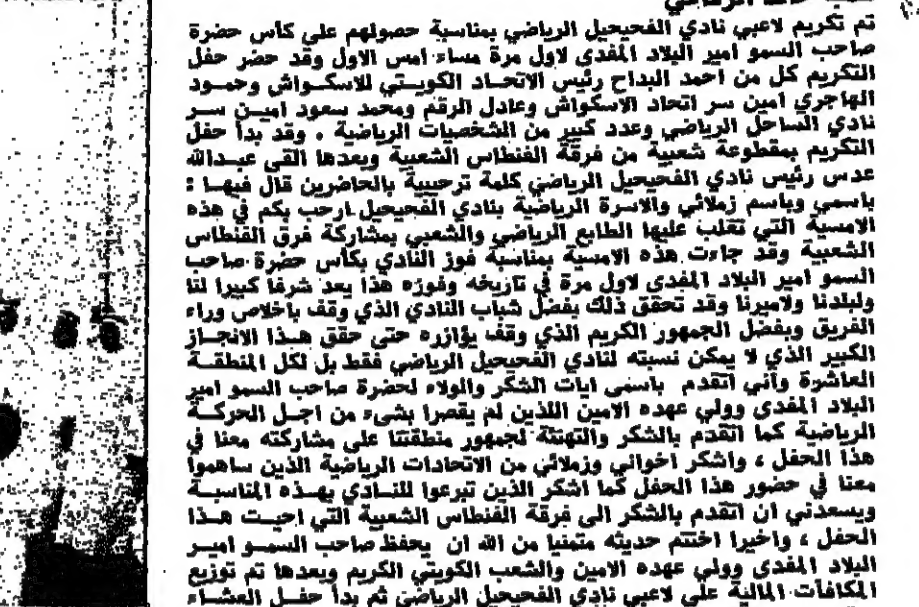 تم تكريم لاعبي نادي الفحيحيل الرياضي بمناسبة حصولهم على كأس حضرة
صاحب السمو امير البلاد المفدى لاول مرة مساء امس الاول وقد حضر حفل
التكريم كل من احمد البداح رئيس الاتحاد الكويتي للاسكواش وحمود
الهاجري امين سر اتحاد الاسكواش وعادل الرقم ومحمد سعود امين سر
نادي الساحل الرياضي وعدد كبير من الشخصيات الرياضية . وقد بدأ حفل
التكريم بمقطوعة شعبية من فرقة الفنطاس الشعبية وبعدها القى عبدالله
عدس رئيس نادي الفحيحيل الرياضي كلمة ترحيبية بالحاضرين قال فيها :
باسمي وباسم زملائي والاسرة الرياضية بنادي الفحيحيل ارحب بكم في هذه
الامسية التي تغلب عليها الطابع الرياضي والشعبي بمشاركة فرق الفنطاس
الشعبية وقد جاءت هذه الامسية بمناسبة فوز النادي بكأس حضرة صاحب
السمو امير البلاد المفدى لاول مرة في تاريخه وفوزه هذا يعد شرفا كبيرا لنا
ولبلدنا ولاميرنا وقد تحقق ذلك بفضل شباب النادي الذي وقف بأخلاص وراء
الفريق وبفضل الجمهور الكريم الذي وقف يؤازره حتى حقق هذا الانجاز
الكبير الذي لا يمكن نسبته لنادي الفحيحيل الرياضي فقط بل لكل المنطقة
العاشرة وأني اتقدم باسمى ايات الشكر والولاء لحضرة صاحب السمو امير
البلاد المفدى وولي عهده الامين اللذين لم يقصرا بشيء من اجل الحركة
الرياضية كما اتقدم بالشكر والتهنئة لجمهور منطقتنا على مشاركته معنا في
هذا الحفل ، واشكر اخواني وزملائي من الاتحادات الرياضية الذين ساهموا
معنا في حضور هذا الحفل كما اشكر الذين تبرعوا للنادي بهذه المناسبة
ويسعدني ان اتقدم بالشكر الى فرقة الفنطاس الشعبية التي احيت هذا
الحفل ، واخيرا اختتم حديثه متمنيا من الله ان يحفظ صاحب السمو امير
البلاد المفدى وولي عهده الامين والشعب الكويتي الكريم وبعدها تم توزيع
المكافآت المالية على لاعبي نادي الفحيحيل الرياضي ثم بدأ حفل العشاء